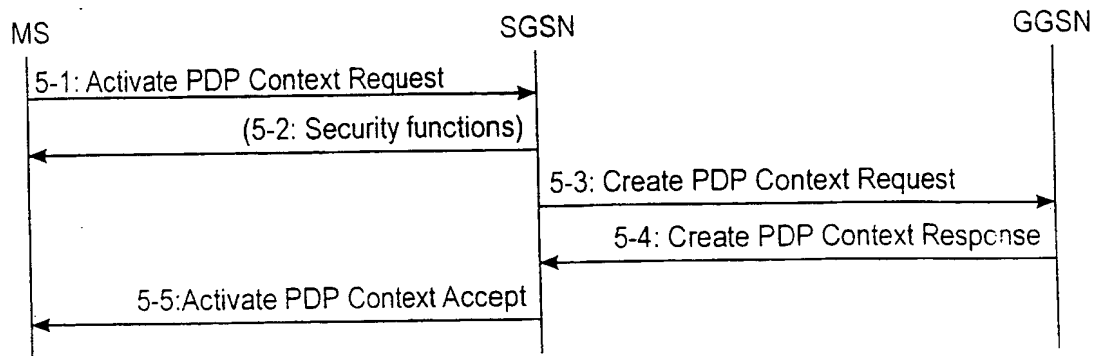 MS SGSN GGSN
5-1: Activate PDP Context Request
(5-2: Security functions)
5-3: Create PDP Context Request
5-4: Create PDP Context Response
5-5:Activate PDP Context Accept